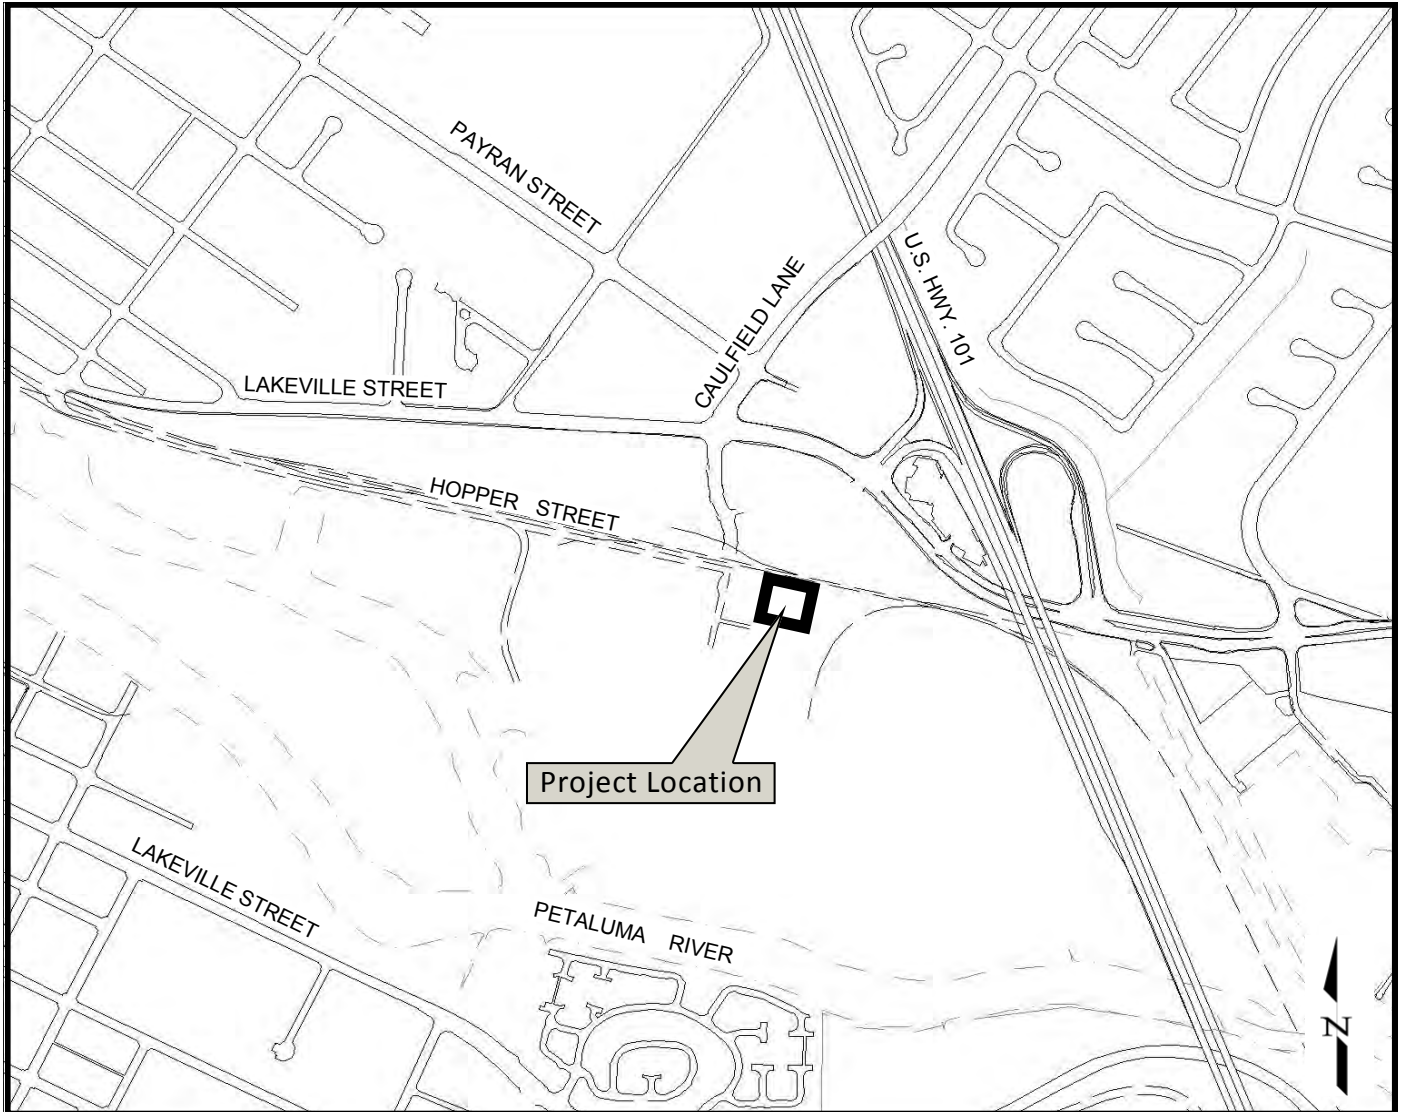 PAYRAN STREET
CAULFIELD LANE
U.S. HWY. 101
LAKEVILLE STREET
HOPPER STREET
Project Location
LAKEVILLE STREET
PETALUMA RIVER
N